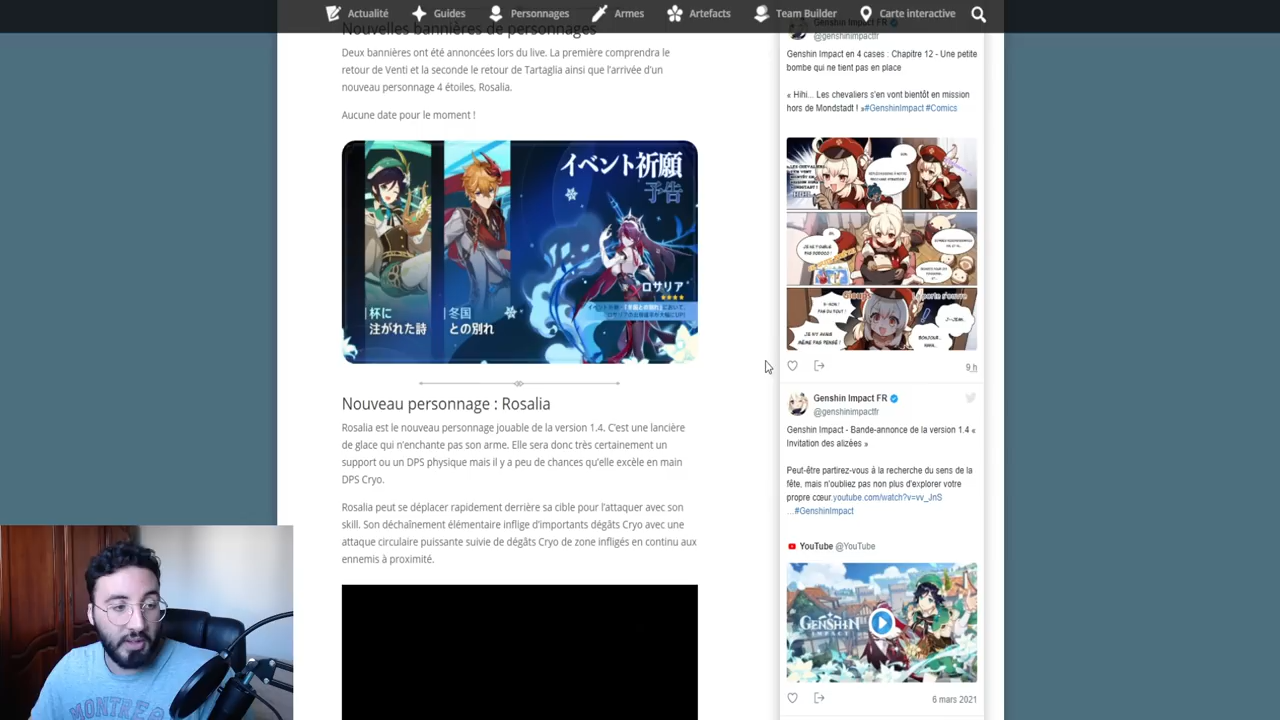 Actualité
Guides
Personnages
Armes
Artefacts
Team Builder
Carte interactive
Nouvelles bannières de personnages
Deux bannières ont été annoncées lors du live. La première comprendra le
retour de Venti et la seconde le retour de Tartaglia ainsi que l'arrivée d'un
nouveau personnage 4 étoiles, Rosalia.
Aucune date pour le moment !
イベント祈願
予告
ロサリア
★★★★
杯に
注がれた詩
冬国
との別れ
Nouveau personnage : Rosalia
Rosalia est le nouveau personnage jouable de la version 1.4. C'est une lancière
de glace qui n'enchante pas son arme. Elle sera donc très certainement un
support ou un DPS physique mais il y a peu de chances qu'elle excèle en main
DPS Cryo.
Rosalia peut se déplacer rapidement derrière sa cible pour l'attaquer avec son
skill. Son déchaînement élémentaire inflige d'importants dégâts Cryo avec une
attaque circulaire puissante suivie de dégâts Cryo de zone infligés en continu aux
ennemis à proximité.
Genshin Impact FR
@genshinimpactfr
Genshin Impact en 4 cases : Chapitre 12 - Une petite
bombe qui ne tient pas en place
« Hihi... Les chevaliers s'en vont bientôt en mission
hors de Mondstadt ! »#GenshinImpact #Comics
9 h
Genshin Impact FR
@genshinimpactfr
Genshin Impact - Bande-annonce de la version 1.4 «
Invitation des alizées »
Peut-être partirez-vous à la recherche du sens de la
fête, mais n'oubliez pas non plus d'explorer votre
propre cœur.youtube.com/watch?v=vv_JnS
…#GenshinImpact
YouTube @YouTube
GENSHIN
IMPACT
6 mars 2021